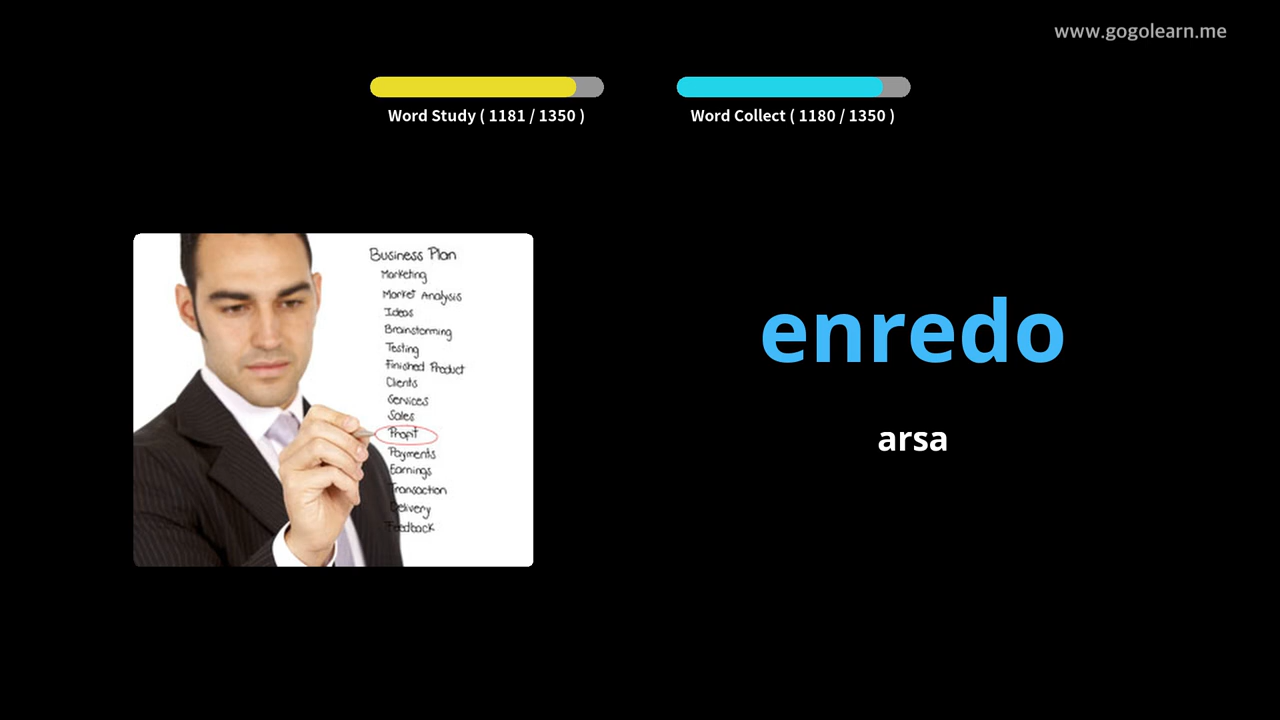 www.gogolearn.me
Word Study ( 1181 / 1350 )
Word Collect ( 1180 / 1350 )
Business Plan
Marketing
Market Analysis
Ideas
Brainstorming
Testing
Finished Product
Clients
Services
Sales
Profit
Payments
Earnings
Transaction
Delivery
Feedback
enredo
arsa